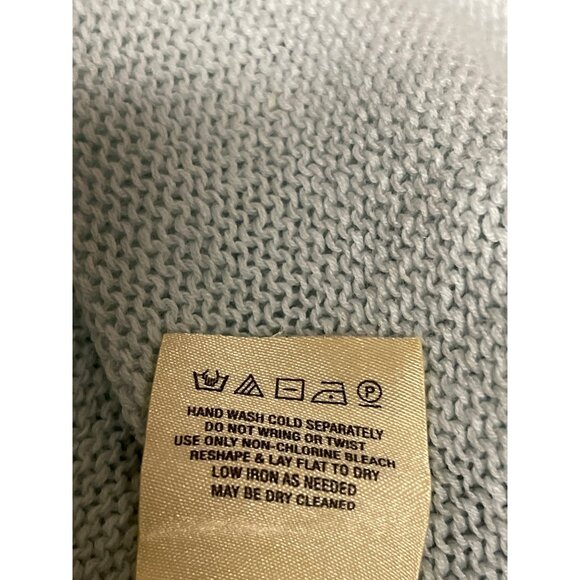 P
HAND WASH COLD SEPARATELY
DO NOT WRING OR TWIST
USE ONLY NON-CHLORINE BLEACH
RESHAPE & LAY FLAT TO DRY
LOW IRON AS NEEDED
MAY BE DRY CLEANED